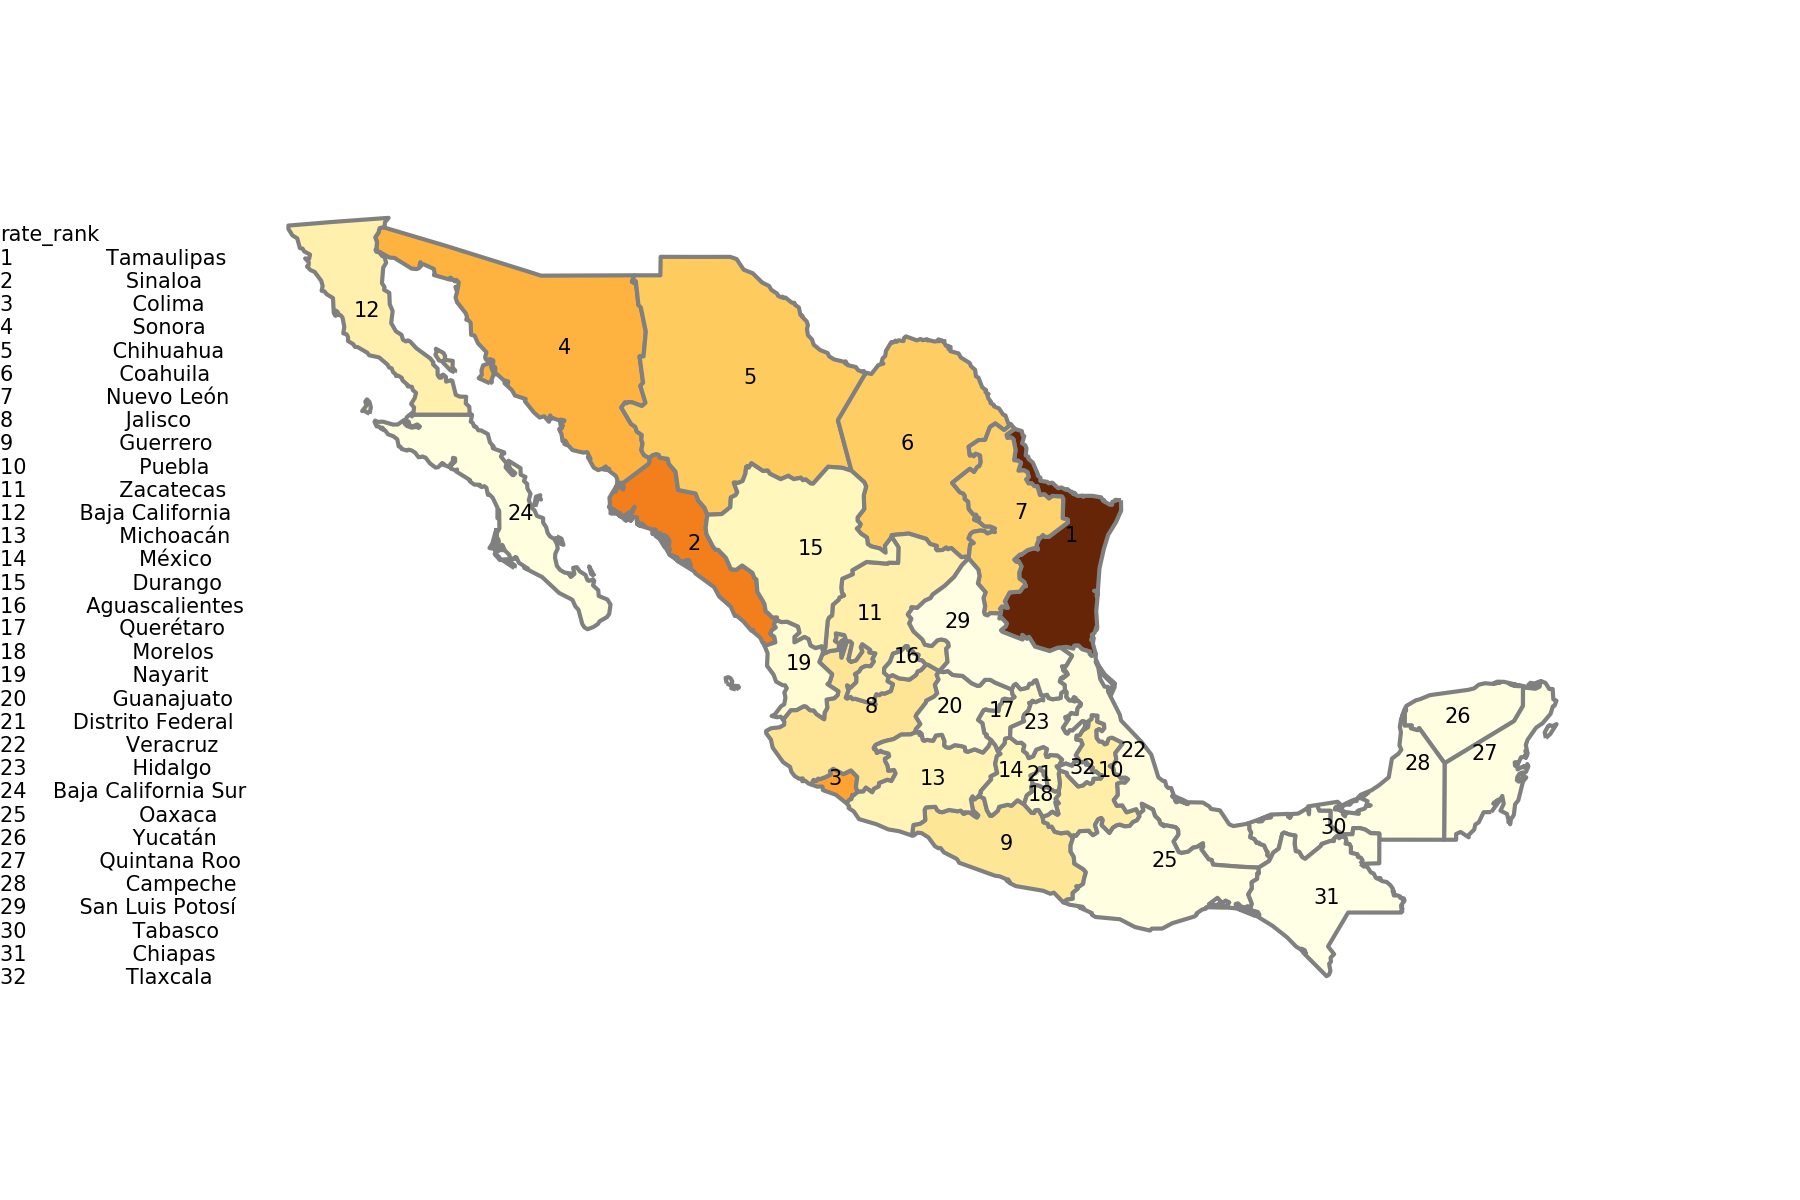 rate_rank
1 Tamaulipas
2 Sinaloa
3 Colima
4 Sonora
5 Chihuahua
6 Coahuila
7 Nuevo León
8 Jalisco
9 Guerrero
10 Puebla
11 Zacatecas
12 Baja California
13 Michoacán
14 México
15 Durango
16 Aguascalientes
17 Querétaro
18 Morelos
19 Nayarit
20 Guanajuato
21 Distrito Federal
22 Veracruz
23 Hidalgo
24 Baja California Sur
25 Oaxaca
26 Yucatán
27 Quintana Roo
28 Campeche
29 San Luis Potosí
30 Tabasco
31 Chiapas
32 Tlaxcala
12
4
5
6
7
24
1
2
15
11
29
16
19
8
20
17
23
26
22
27
28
14
21
32
10
3
13
18
30
9
25
31